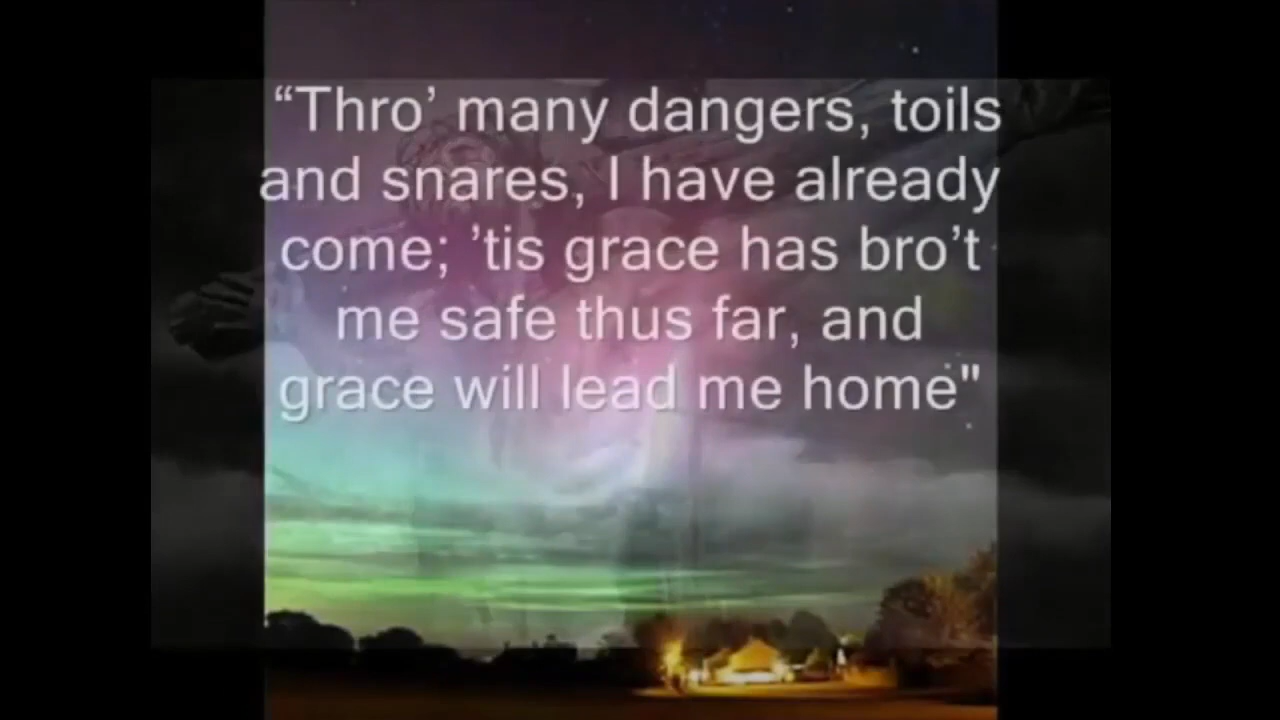 “Thro’ many dangers, toils
and snares, I have already
come; ’tis grace has bro’t
me safe thus far, and
grace will lead me home"